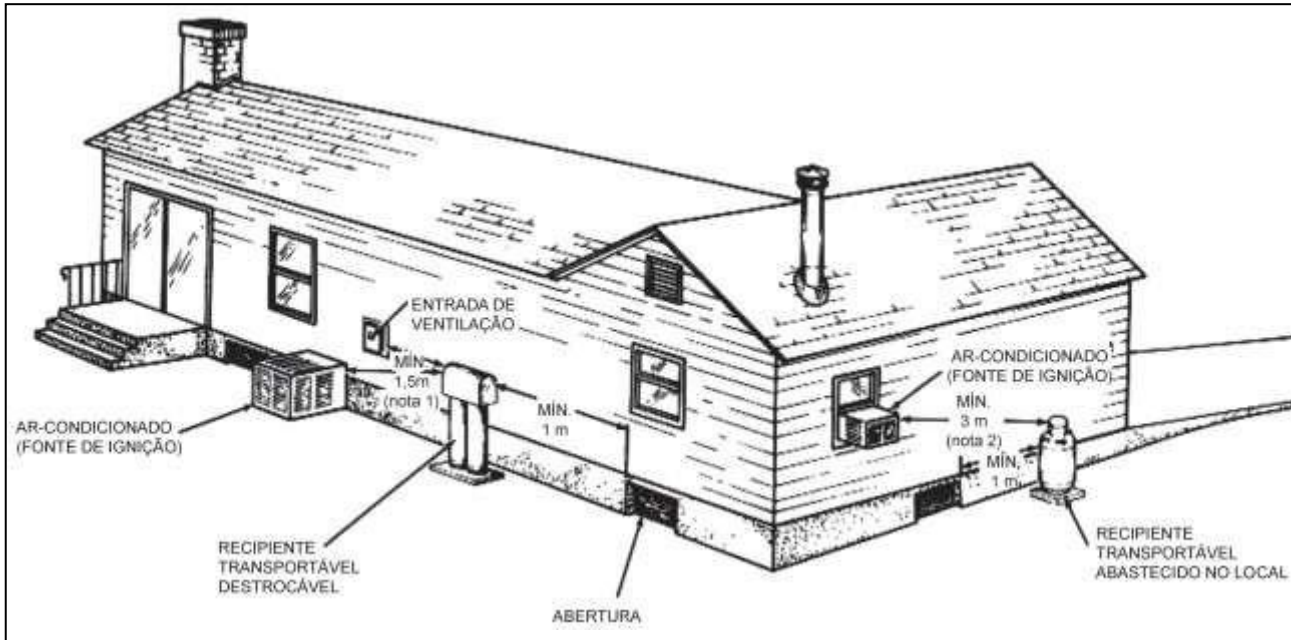 ENTRADA DE
VENTILAÇÃO
MÍN.
1,5m
(nota 1)
MÍN.
1 m
AR-CONDICIONADO
(FONTE DE IGNIÇÃO)
AR-CONDICIONADO
(FONTE DE IGNIÇÃO)
MÍN.
3 m
(nota 2)
MÍN.
1 m
RECIPIENTE
TRANSPORTÁVEL
DESTROCÁVEL
ABERTURA
RECIPIENTE
TRANSPORTÁVEL
ABASTECIDO NO LOCAL